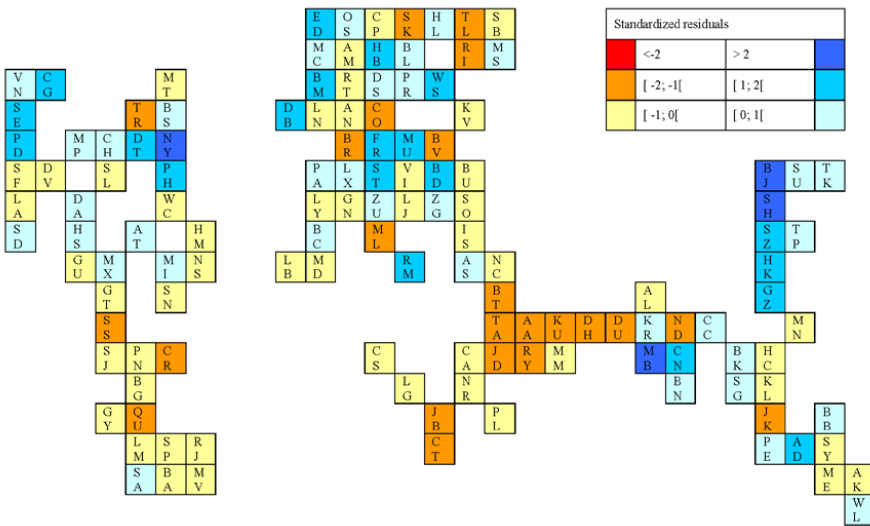 ED OS CP SK HL TL SB
Standardized residuals
MC AM HB BL RI MS
<-2 > 2
VN CG MT BM RT DS PR WS
[ -2; -1[ [ 1; 2[
SE TR BS DB LN AN CO KV
[ -1; 0[ [ 0; 1[
PD MP CH DT NY BR FR MU BV
SF DV SL PH PA LX ST VI BD BU BJ SU TK
LA DA WC LY GN ZU LJ ZG SO SH
SD HS AT HM BC ML IS SZ TP
GU MX MI NS LB MD RM AS NC HK
GT SN BT AL GZ
SS TA AA KU DH DU KR ND CC MN
SJ PN CR CS CA JD RY MM MB CN BK HC
BG LG NR BN SG KL
GY QU JB PL JK BB
LM SP RJ CT PE AD SY
SA BA MV ME AK
WL